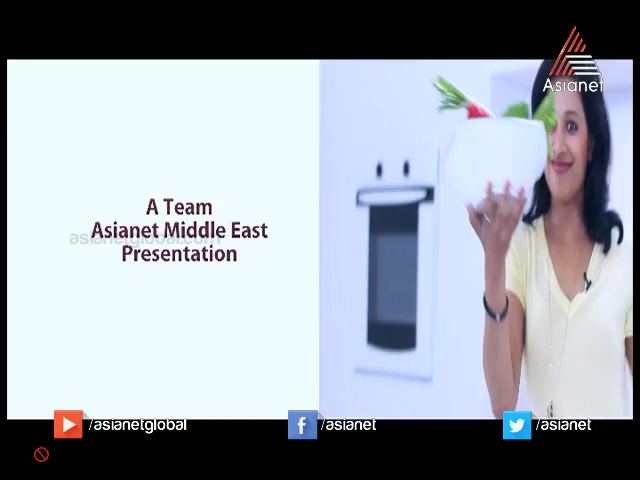 Asianet
A Team
Asianet Middle East
asianetglobal.com
Presentation
/asianetglobal
/asianet
/asianet